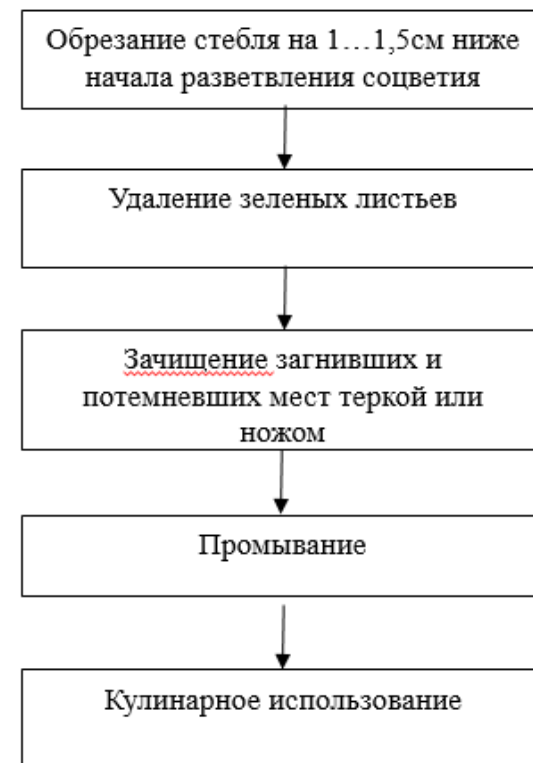 Обрезание стебля на 1…1,5см ниже
начала разветвления соцветия
Удаление зеленых листьев
Зачищение загнивших и
потемневших мест теркой или
ножом
Промывание
Кулинарное использование